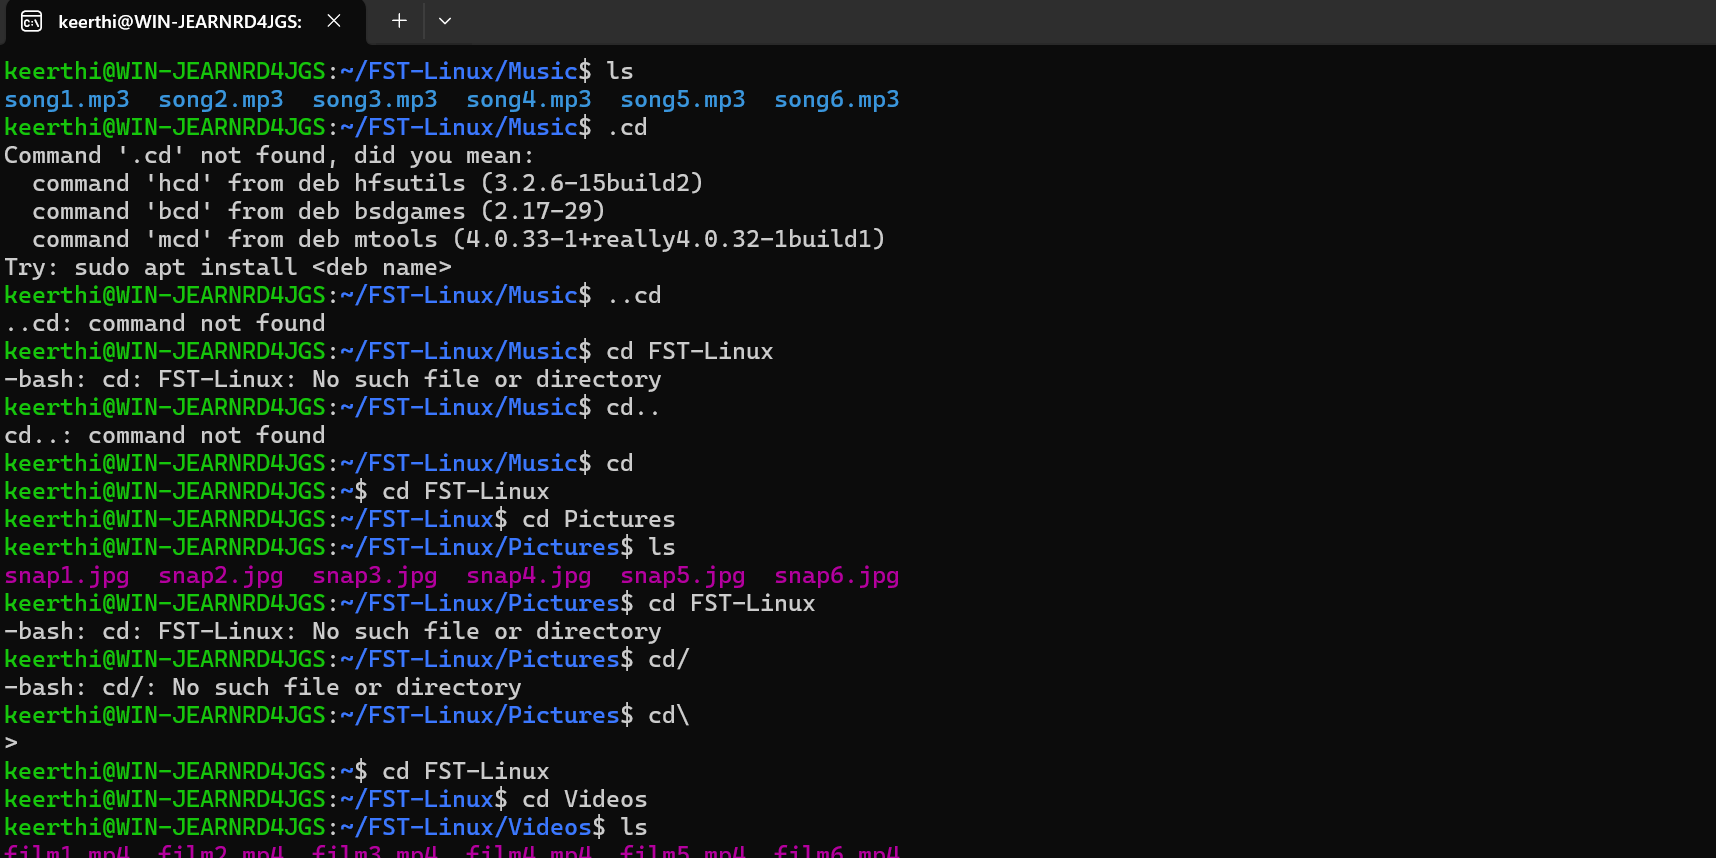 keerthi@WIN-JEARNRD4JGS:
keerthi@WIN-JEARNRD4JGS:~/FST-Linux/Music$ ls
song1.mp3  song2.mp3  song3.mp3  song4.mp3  song5.mp3  song6.mp3
keerthi@WIN-JEARNRD4JGS:~/FST-Linux/Music$ .cd
Command '.cd' not found, did you mean:
  command 'hcd' from deb hfsutils (3.2.6-15build2)
  command 'bcd' from deb bsdgames (2.17-29)
  command 'mcd' from deb mtools (4.0.33-1+really4.0.32-1build1)
Try: sudo apt install <deb name>
keerthi@WIN-JEARNRD4JGS:~/FST-Linux/Music$ ..cd
..cd: command not found
keerthi@WIN-JEARNRD4JGS:~/FST-Linux/Music$ cd FST-Linux
-bash: cd: FST-Linux: No such file or directory
keerthi@WIN-JEARNRD4JGS:~/FST-Linux/Music$ cd..
cd..: command not found
keerthi@WIN-JEARNRD4JGS:~/FST-Linux/Music$ cd
keerthi@WIN-JEARNRD4JGS:~$ cd FST-Linux
keerthi@WIN-JEARNRD4JGS:~/FST-Linux$ cd Pictures
keerthi@WIN-JEARNRD4JGS:~/FST-Linux/Pictures$ ls
snap1.jpg  snap2.jpg  snap3.jpg  snap4.jpg  snap5.jpg  snap6.jpg
keerthi@WIN-JEARNRD4JGS:~/FST-Linux/Pictures$ cd FST-Linux
-bash: cd: FST-Linux: No such file or directory
keerthi@WIN-JEARNRD4JGS:~/FST-Linux/Pictures$ cd/
-bash: cd/: No such file or directory
keerthi@WIN-JEARNRD4JGS:~/FST-Linux/Pictures$ cd\
>
keerthi@WIN-JEARNRD4JGS:~$ cd FST-Linux
keerthi@WIN-JEARNRD4JGS:~/FST-Linux$ cd Videos
keerthi@WIN-JEARNRD4JGS:~/FST-Linux/Videos$ ls
film1.mp4  film2.mp4  film3.mp4  film4.mp4  film5.mp4  film6.mp4